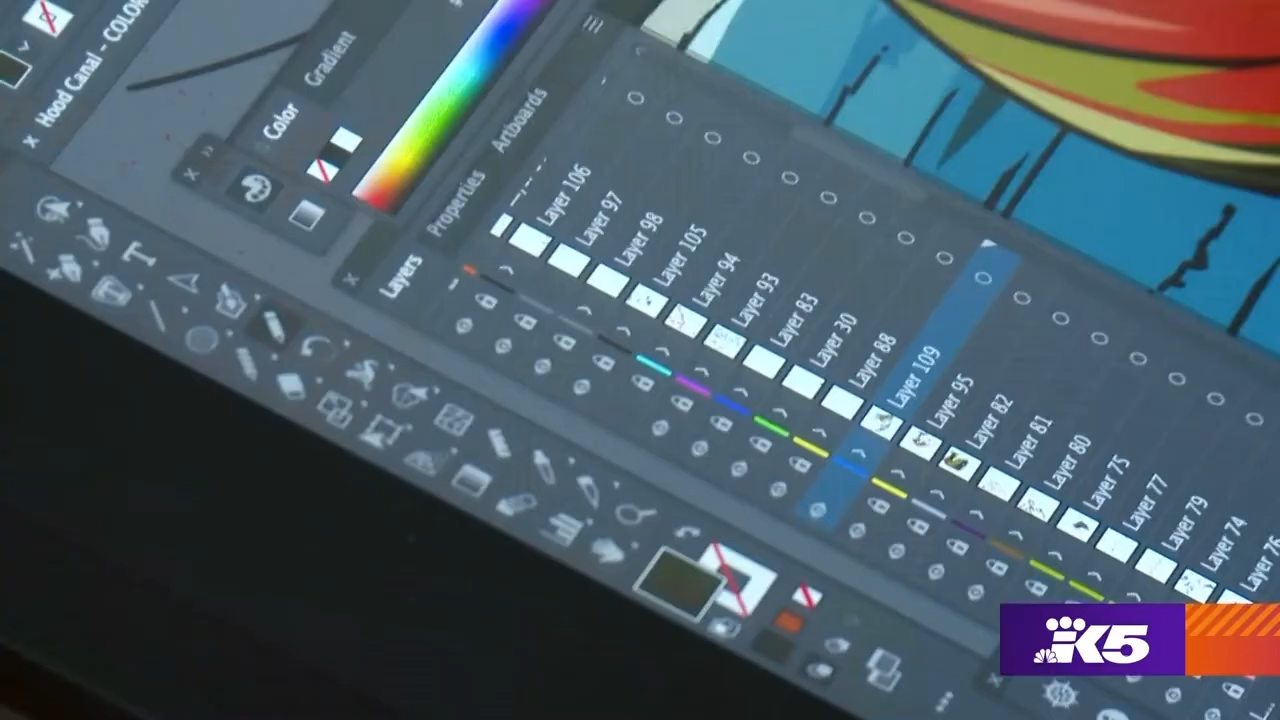 Hood Canal - COLOR
Color
Gradient
Layers
Properties
Artboards
Layer 106
Layer 97
Layer 98
Layer 105
Layer 94
Layer 93
Layer 83
Layer 30
Layer 88
Layer 109
Layer 95
Layer 82
Layer 81
Layer 80
Layer 75
Layer 77
Layer 79
Layer 74
Layer 76
K5